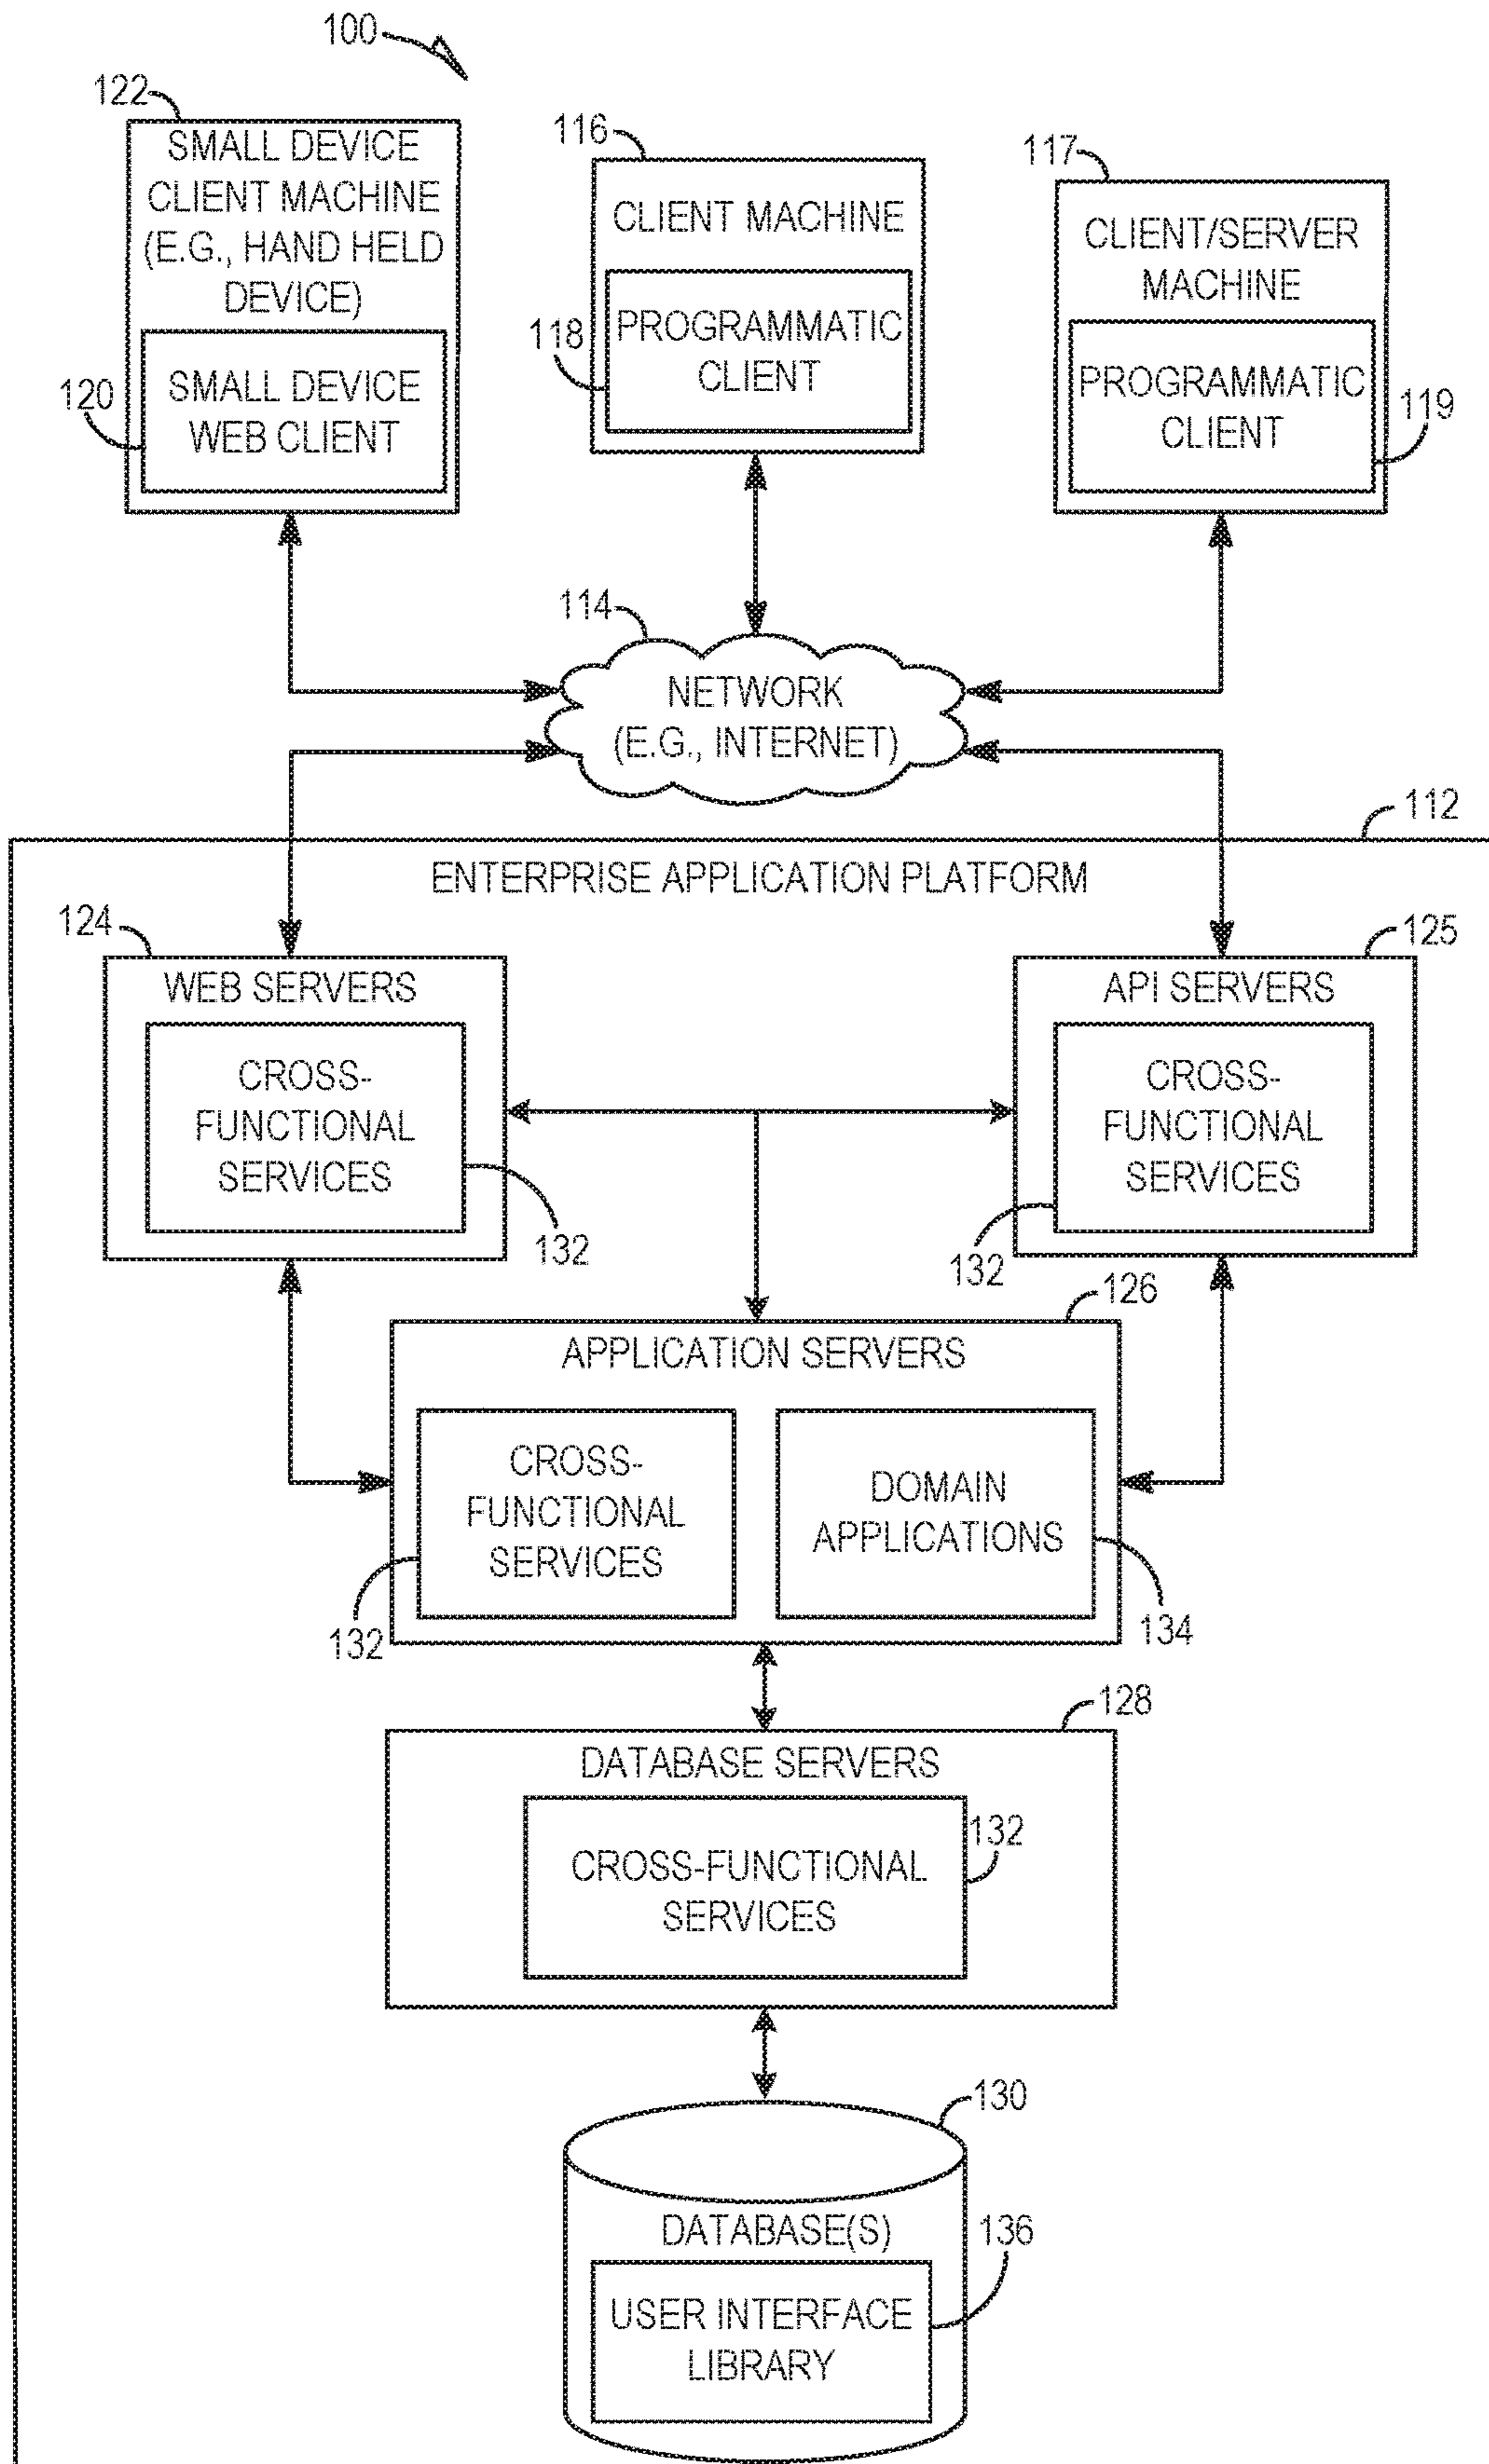 100
122
SMALL DEVICE
CLIENT MACHINE
(E.G., HAND HELD
DEVICE)
120
SMALL DEVICE
WEB CLIENT
116
CLIENT MACHINE
118
PROGRAMMATIC
CLIENT
117
CLIENT/SERVER
MACHINE
PROGRAMMATIC
CLIENT
119
114
NETWORK
(E.G., INTERNET)
112
ENTERPRISE APPLICATION PLATFORM
124
WEB SERVERS
CROSS-
FUNCTIONAL
SERVICES
132
125
API SERVERS
CROSS-
FUNCTIONAL
SERVICES
132
126
APPLICATION SERVERS
CROSS-
FUNCTIONAL
SERVICES
132
DOMAIN
APPLICATIONS
134
128
DATABASE SERVERS
132
CROSS-FUNCTIONAL
SERVICES
130
DATABASE(S)
136
USER INTERFACE
LIBRARY